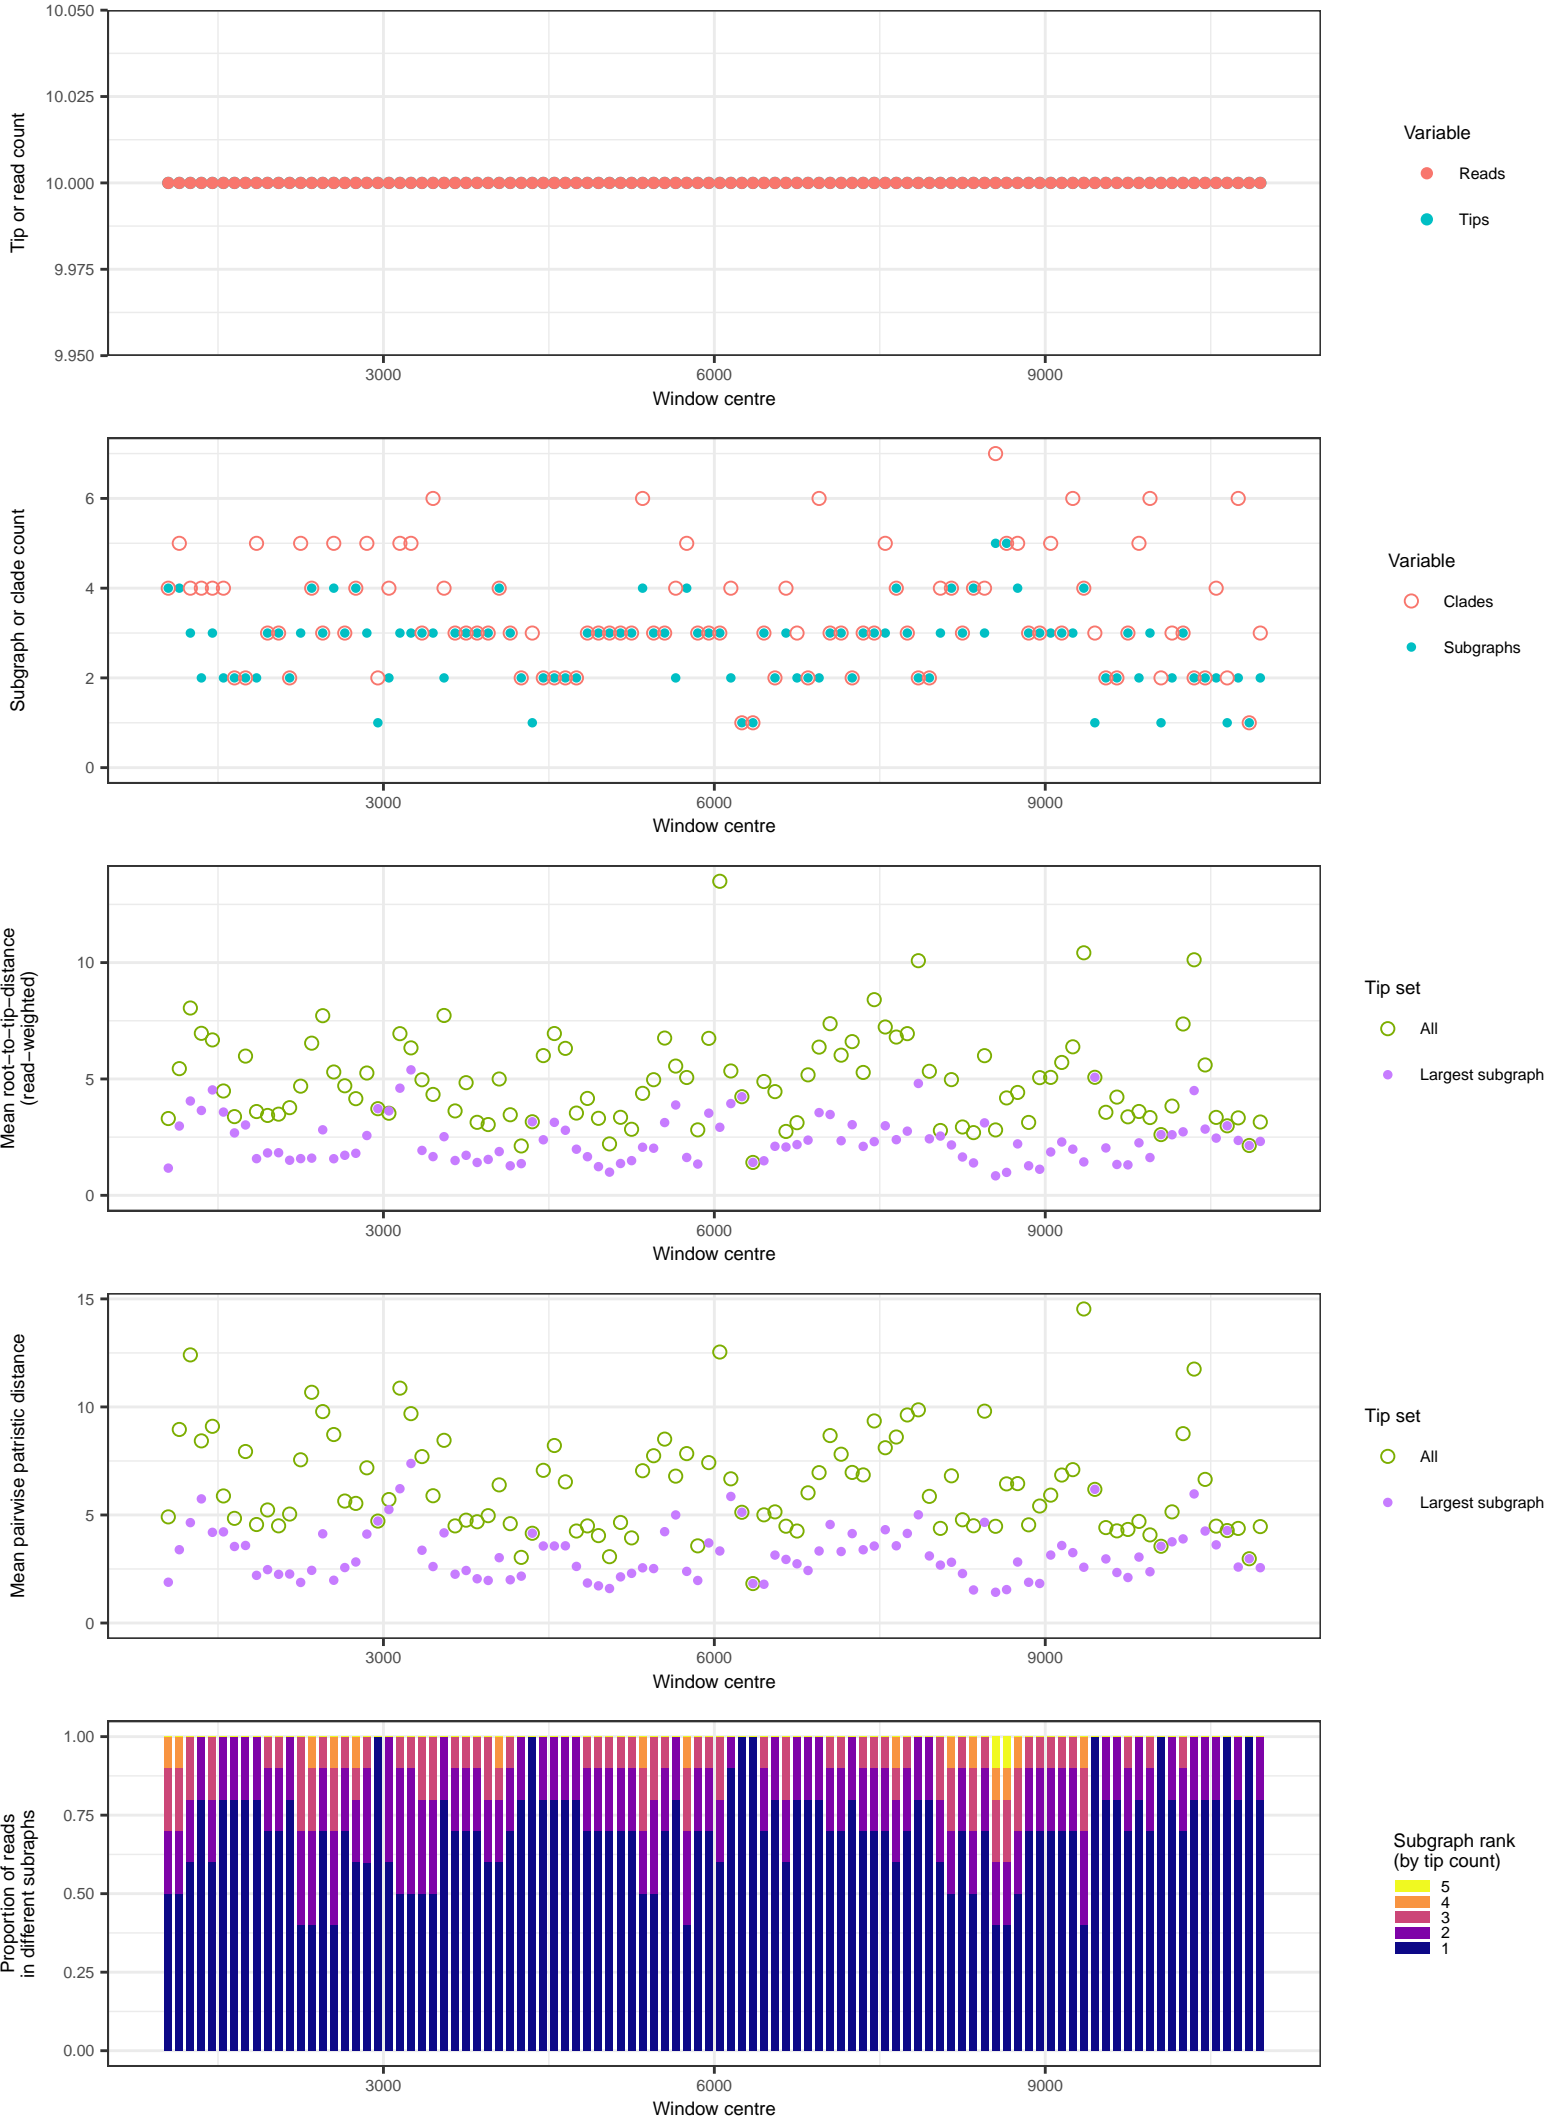 10.050
10.025
10.000
9.975
9.950
Tip or read count
3000 6000 9000
Window centre
Variable
Reads
Tips
6
4
2
0
Subgraph or clade count
3000 6000 9000
Window centre
Variable
Clades
Subgraphs
10
5
0
Mean root−to−tip−distance
(read−weighted)
3000 6000 9000
Window centre
Tip set
All
Largest subgraph
15
10
5
0
Mean pairwise patristic distance
3000 6000 9000
Window centre
Tip set
All
Largest subgraph
1.00
0.75
0.50
0.25
0.00
Proportion of reads
in different subraphs
3000 6000 9000
Window centre
Subgraph rank
(by tip count)
5
4
3
2
1